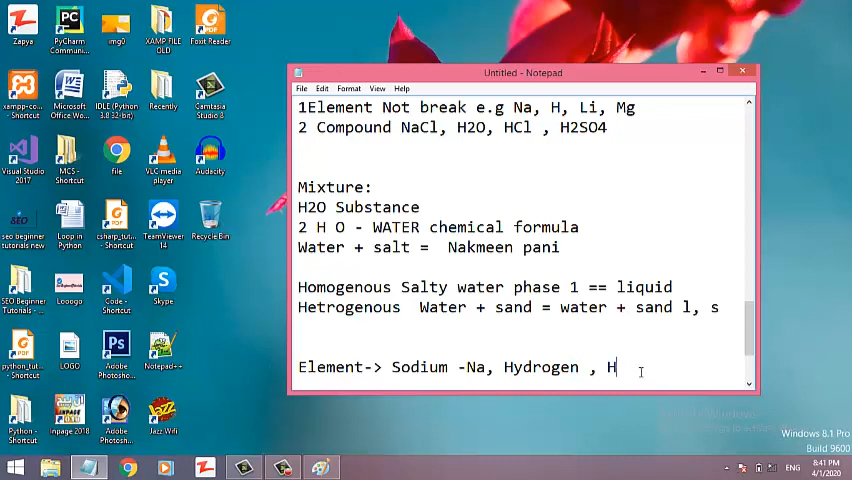 Zapya
PyCharm
Communi...
img0
XAMP FILE
OLD
Foxit Reader
xampp-co...
- Shortcut
Microsoft
Office Wo...
IDLE (Python
3.8 32-bit)
Recently
Camtasia
Studio 8
Visual Studio
2017
MCS -
Shortcut
file
VLC media
player
Audacity
SEO
seo beginner
tutorials new
Loop in
Python
csharp_tut...
TeamViewer
14
Recycle Bin
SEO Beginner
Tutorials - ...
Looogo
Code -
Shortcut
Skype
python_tut...
LOGO
Adobe
Photosho...
Notepad++
Python -
Shortcut
Inpage 2018
Adobe
Photosh...
Jazz Wifi
Untitled - Notepad
File Edit Format View Help
1Element Not break e.g Na, H, Li, Mg
2 Compound NaCl, H2O, HCl , H2SO4
Mixture:
H2O Substance
2 H O - WATER chemical formula
Water + salt = Nakmeen pani
Homogenous Salty water phase 1 == liquid
Hetrogenous Water + sand = water + sand l, s
Element-> Sodium -Na, Hydrogen , H
Windows 8.1 Pro
Build 9600
ENG
8:41 PM
4/1/2020